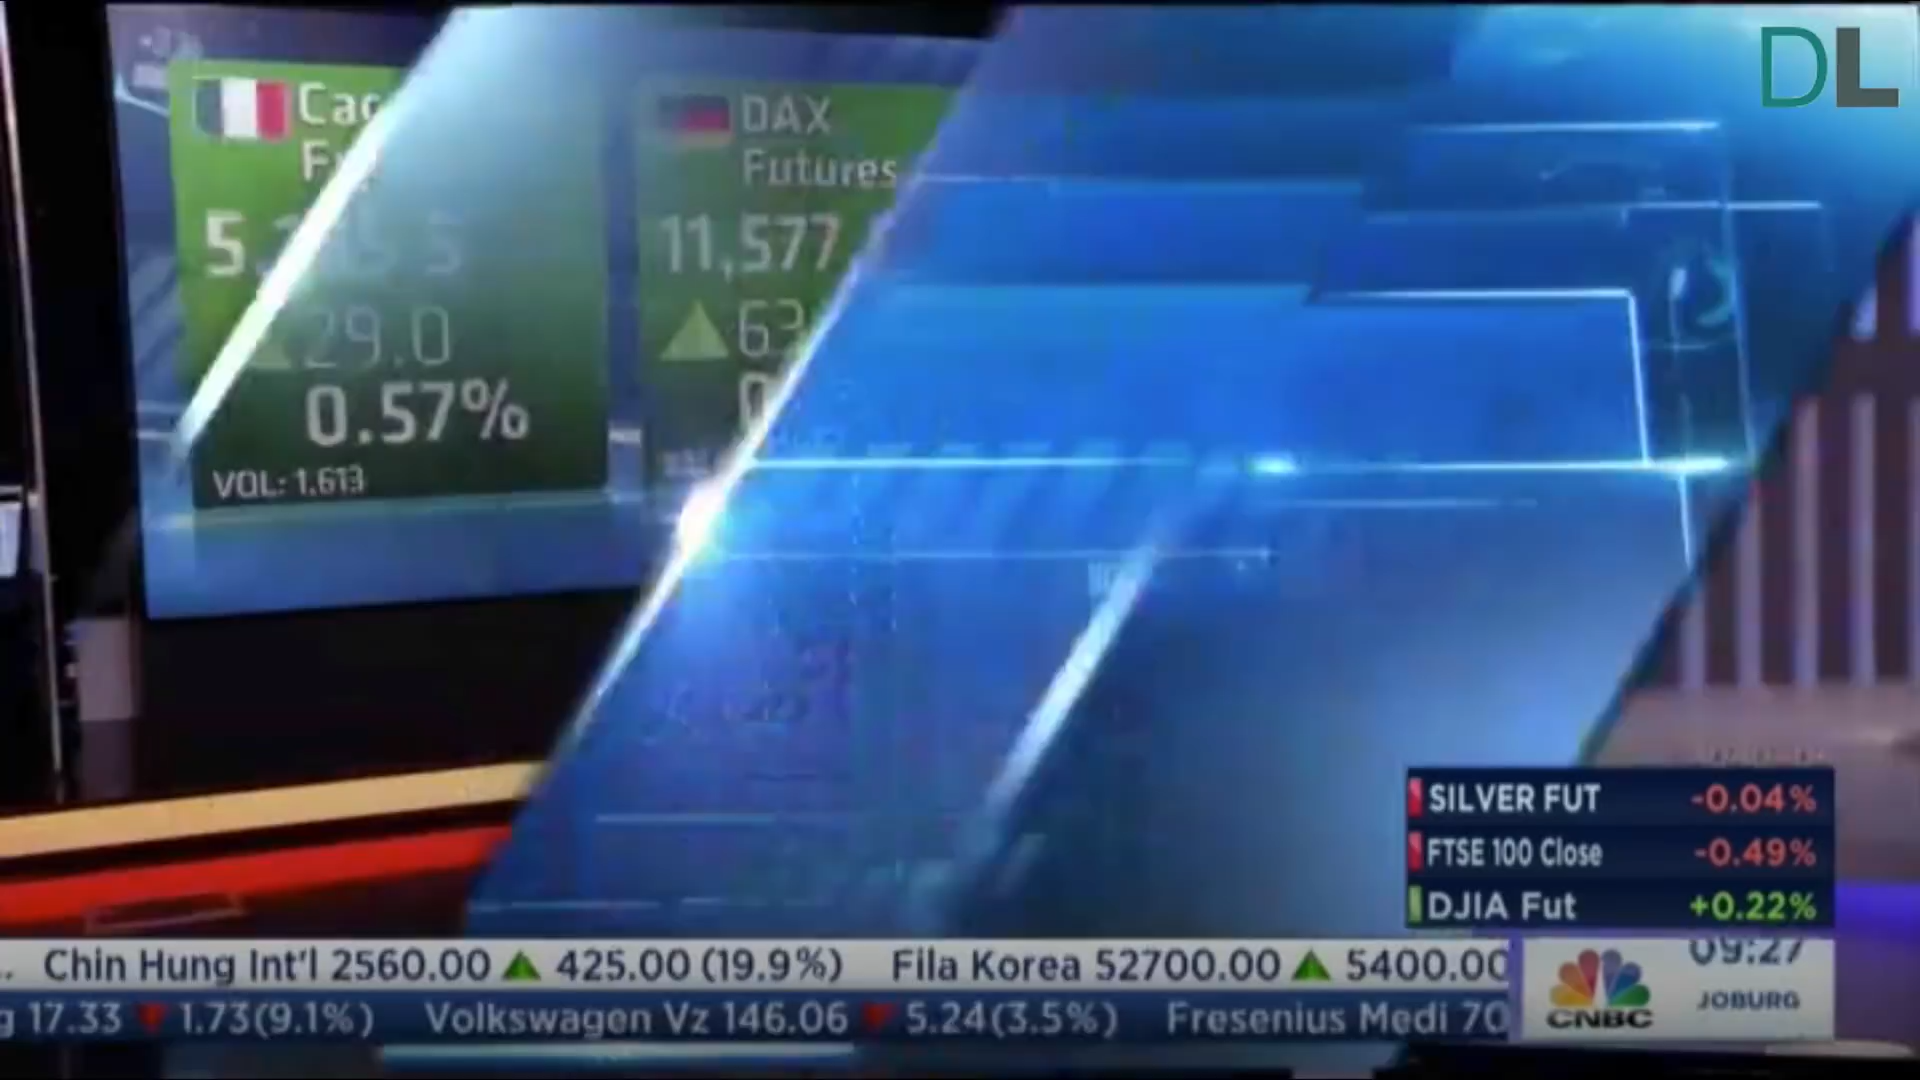 DL
DAX
Futures
11,577
29.0
0.57%
VOL: 1,613
SILVER FUT -0.04%
FTSE 100 Close -0.49%
DJIA Fut +0.22%
Chin Hung Int'l 2560.00 425.00 (19.9%) Fila Korea 52700.00 5400.00
17.33 1.73(9.1%) Volkswagen Vz 146.06 5.24(3.5%) Fresenius Medi 70
09:27
JOBURG
CNBC